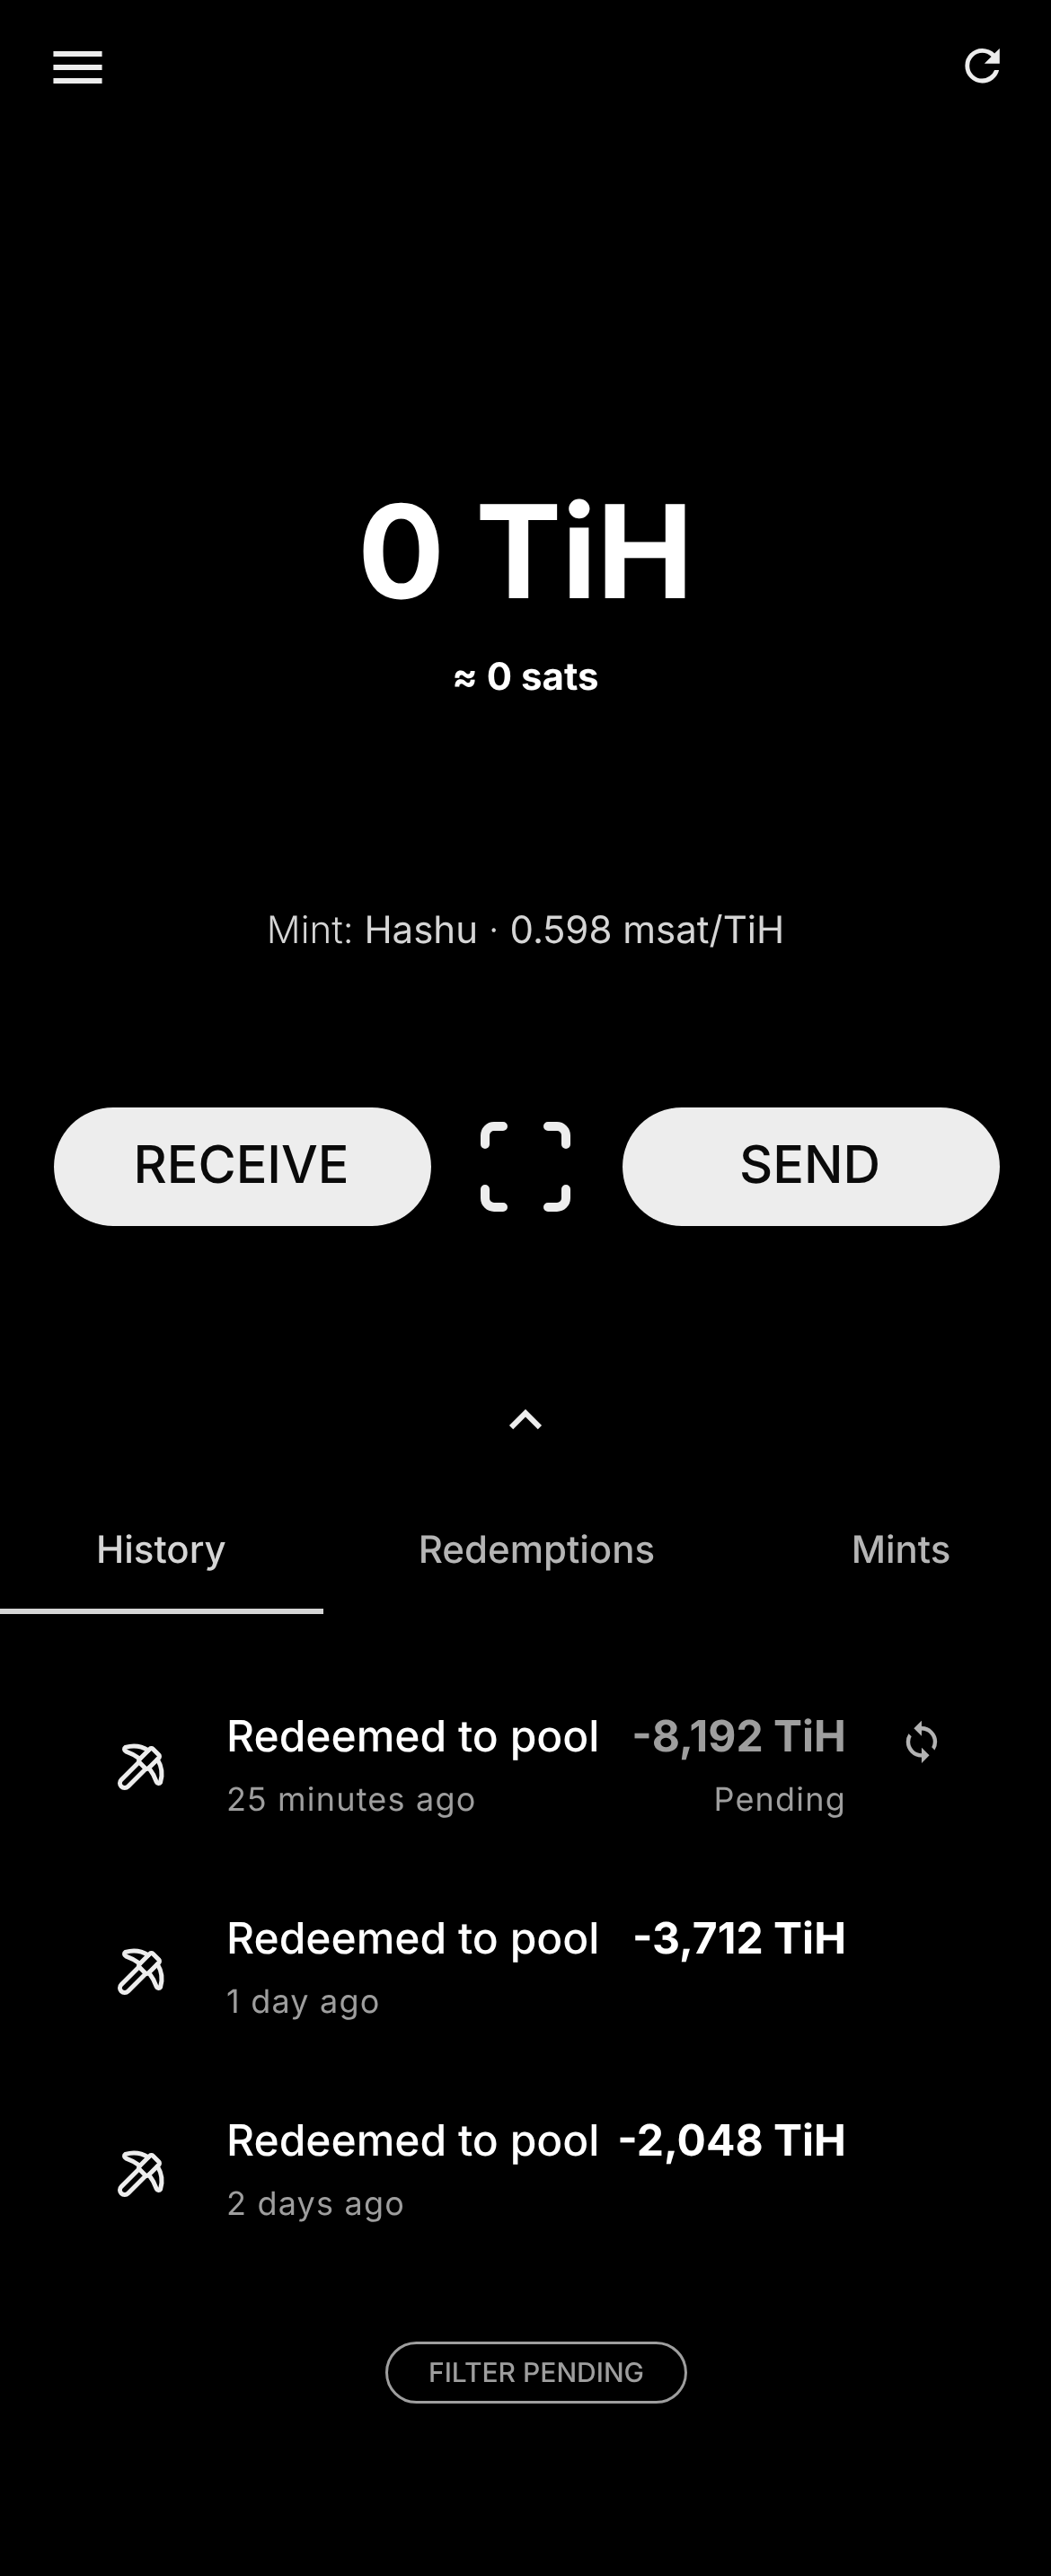 0 TiH
≈ 0 sats
Mint: Hashu · 0.598 msat/TiH
RECEIVE
SEND
History
Redemptions
Mints
Redeemed to pool -8,192 TiH
25 minutes ago Pending
Redeemed to pool -3,712 TiH
1 day ago
Redeemed to pool -2,048 TiH
2 days ago
FILTER PENDING